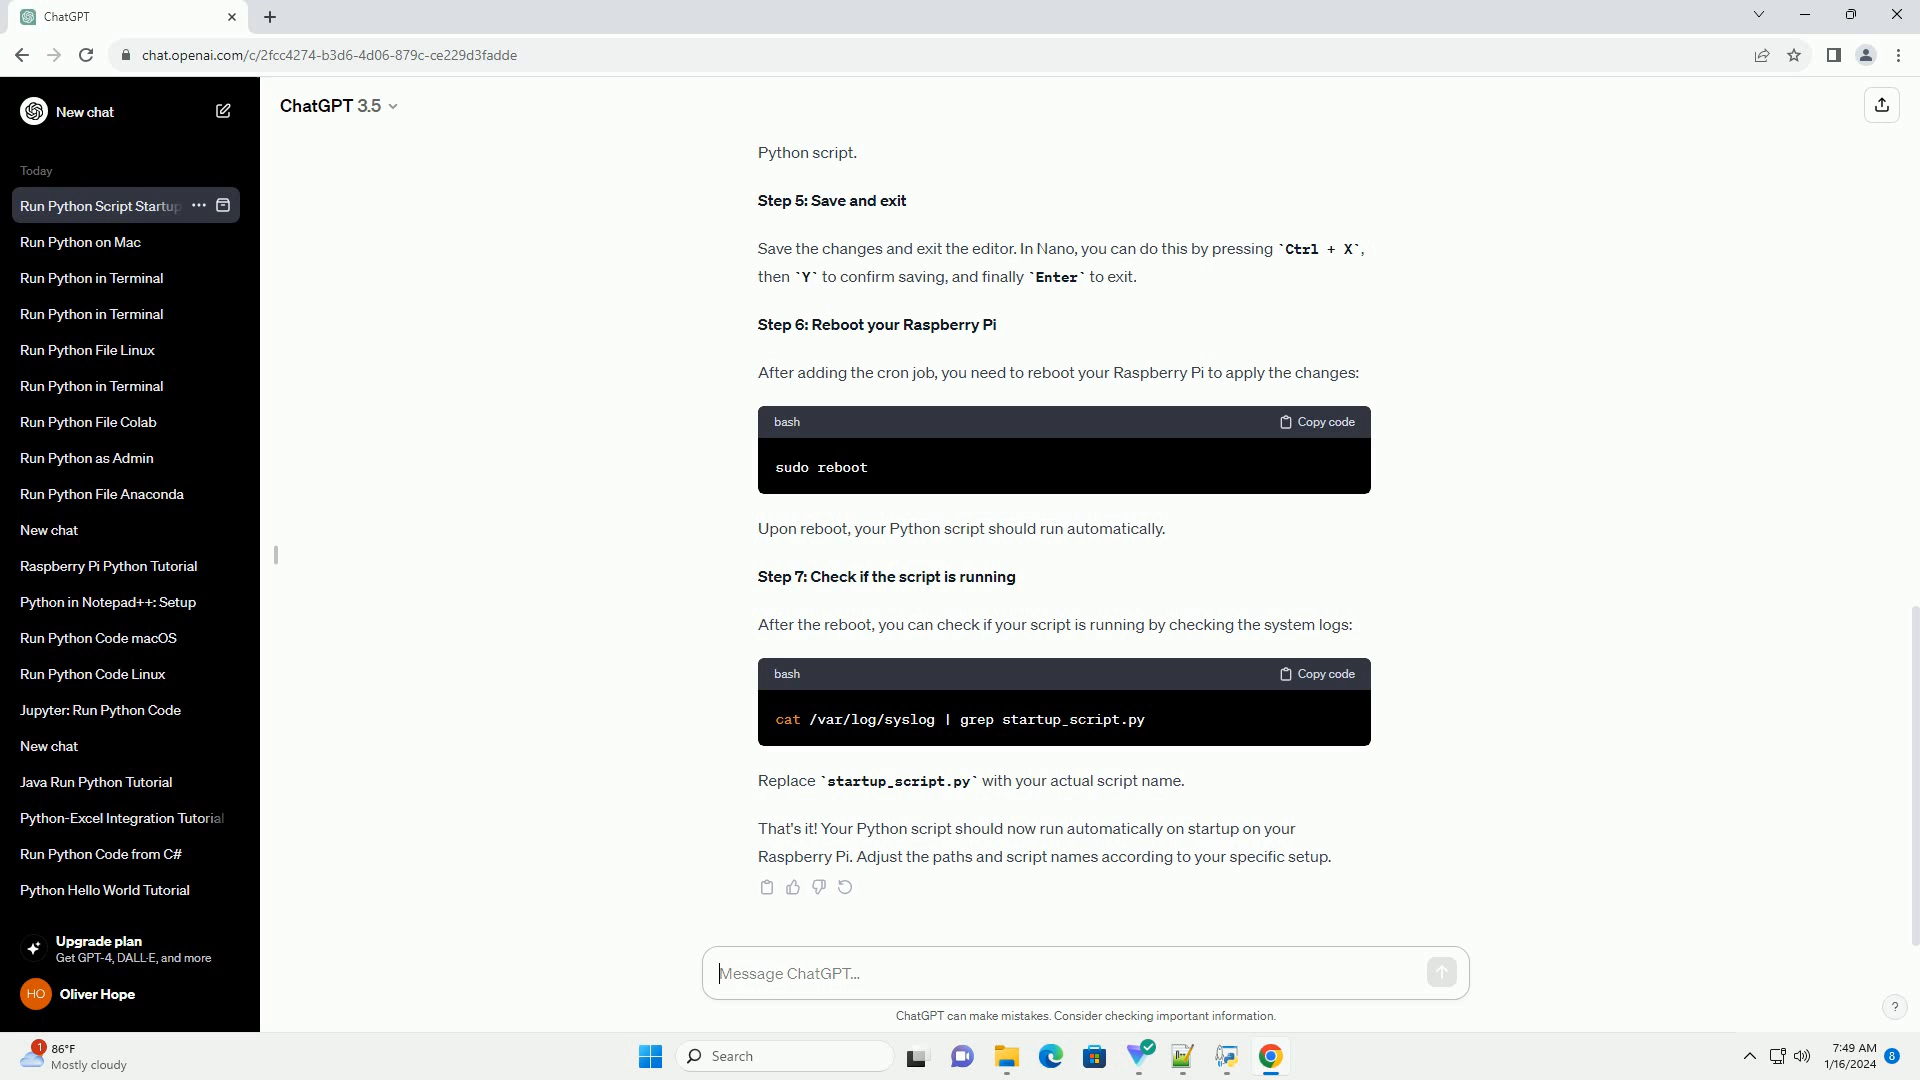 ChatGPT
chat.openai.com/c/2fcc4274-b3d6-4d06-879c-ce229d3fadde
New chat
Today
Run Python Script Startup
Run Python on Mac
Run Python in Terminal
Run Python in Terminal
Run Python File Linux
Run Python in Terminal
Run Python File Colab
Run Python as Admin
Run Python File Anaconda
New chat
Raspberry Pi Python Tutorial
Python in Notepad++: Setup
Run Python Code macOS
Run Python Code Linux
Jupyter: Run Python Code
New chat
Java Run Python Tutorial
Python-Excel Integration Tutorial
Run Python Code from C#
Python Hello World Tutorial
Upgrade plan
Get GPT-4, DALL·E, and more
HO Oliver Hope
ChatGPT 3.5
Python script.
Step 5: Save and exit
Save the changes and exit the editor. In Nano, you can do this by pressing `Ctrl + X`,
then `Y` to confirm saving, and finally `Enter` to exit.
Step 6: Reboot your Raspberry Pi
After adding the cron job, you need to reboot your Raspberry Pi to apply the changes:
bash Copy code
sudo reboot
Upon reboot, your Python script should run automatically.
Step 7: Check if the script is running
After the reboot, you can check if your script is running by checking the system logs:
bash Copy code
cat /var/log/syslog | grep startup_script.py
Replace `startup_script.py` with your actual script name.
That's it! Your Python script should now run automatically on startup on your
Raspberry Pi. Adjust the paths and script names according to your specific setup.
Message ChatGPT...
ChatGPT can make mistakes. Consider checking important information.
?
1
86°F
Mostly cloudy
Search
7:49 AM
1/16/2024
8